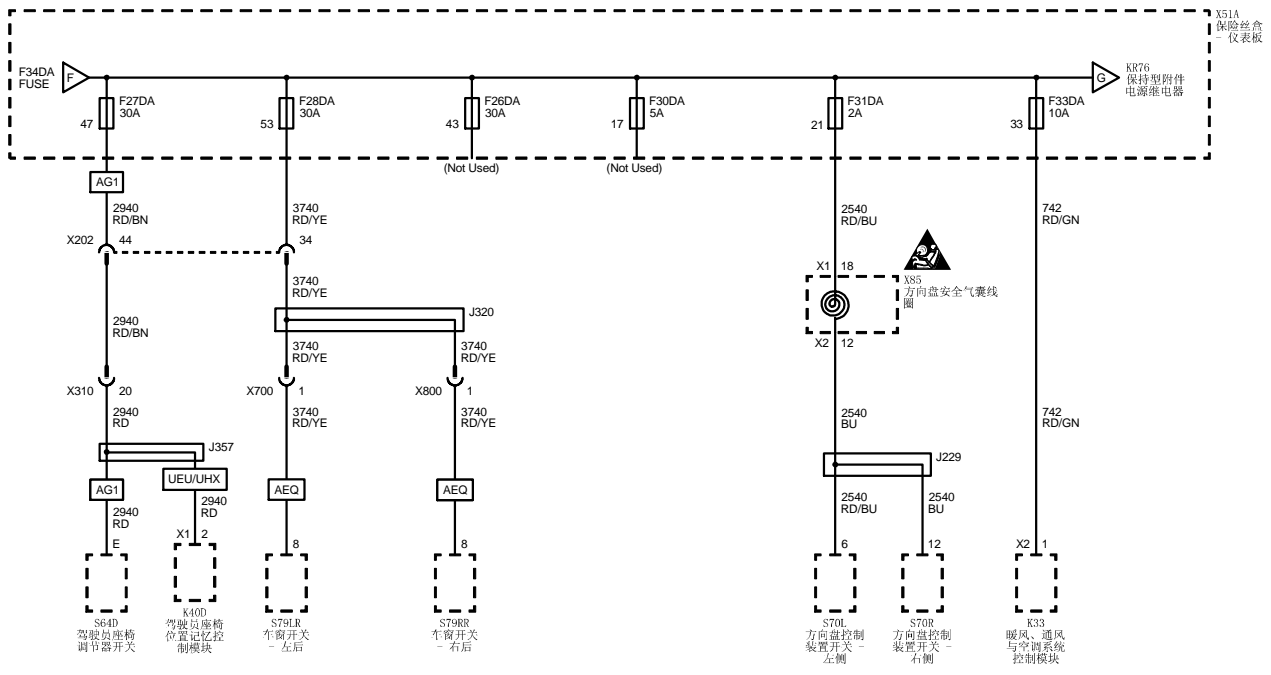 X51A
保险丝盒
- 仪表板
F34DA
FUSE
F
G
KR76
保持型附件
电源继电器
F27DA
30A
47
F28DA
30A
53
F26DA
30A
43
F30DA
5A
17
F31DA
2A
21
F33DA
10A
33
(Not Used)
(Not Used)
AG1
2940
RD/BN
3740
RD/YE
2540
RD/BU
742
RD/GN
X202
44
34
3740
RD/YE
X1
18
X85
方向盘安全气囊线
圈
J320
2940
RD/BN
3740
RD/YE
3740
RD/YE
X2
12
X310
20
X700
1
X800
1
2940
RD
3740
RD/YE
3740
RD/YE
2540
BU
742
RD/GN
J357
J229
UEU/UHX
AG1
AEQ
AEQ
2940
RD
2940
RD
2540
RD/BU
2540
BU
E
X1
2
8
8
6
12
X2
1
S64D
驾驶员座椅
调节器开关
K40D
驾驶员座椅
位置记忆控
制模块
S79LR
车窗开关
- 左后
S79RR
车窗开关
- 右后
S70L
方向盘控制
装置开关 -
左侧
S70R
方向盘控制
装置开关 -
右侧
K33
暖风、通风
与空调系统
控制模块